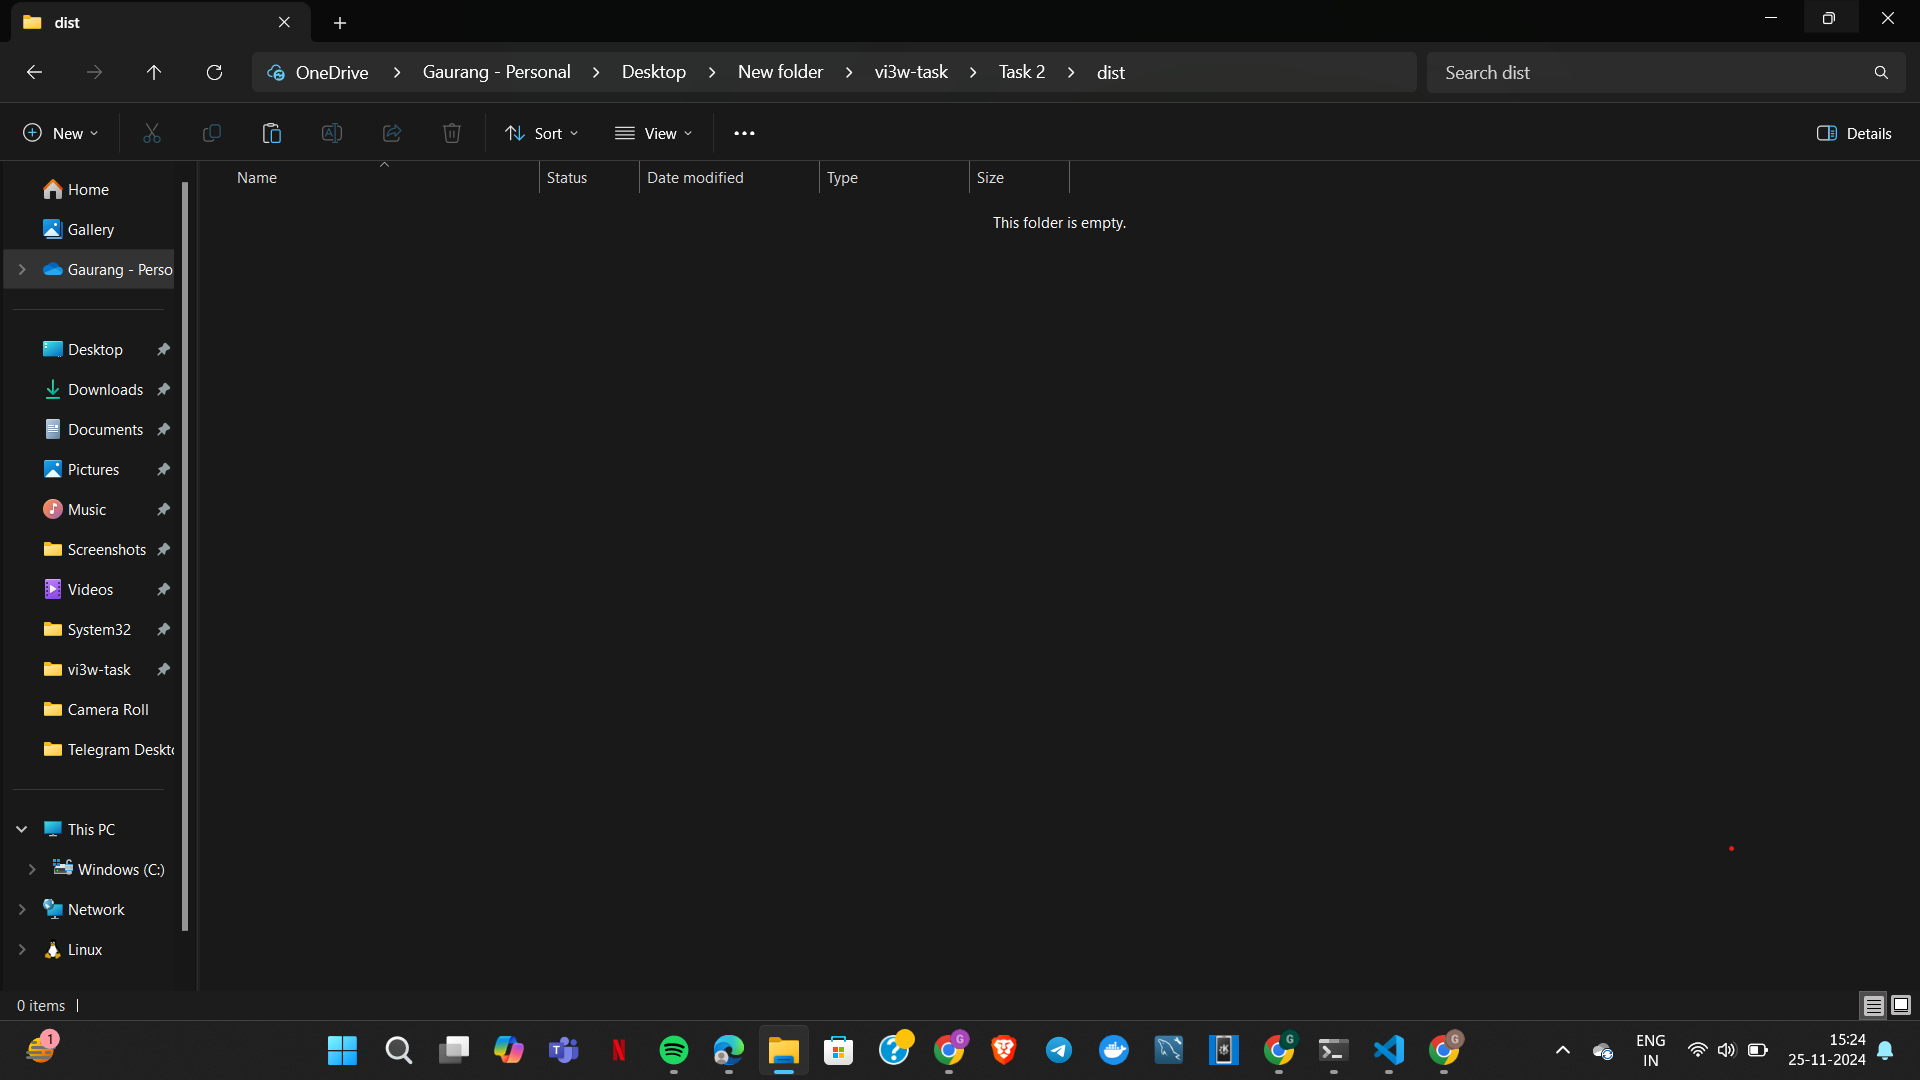 dist
OneDrive > Gaurang - Personal > Desktop > New folder > vi3w-task > Task 2 > dist
Search dist
New
Sort
View
Details
Name Status Date modified Type Size
This folder is empty.
Home
Gallery
Gaurang - Perso
Desktop
Downloads
Documents
Pictures
Music
Screenshots
Videos
System32
vi3w-task
Camera Roll
Telegram Deskto
This PC
Windows (C:)
Network
Linux
0 items
1
T
N
?
G
K
G
G
ENG
IN
15:24
25-11-2024